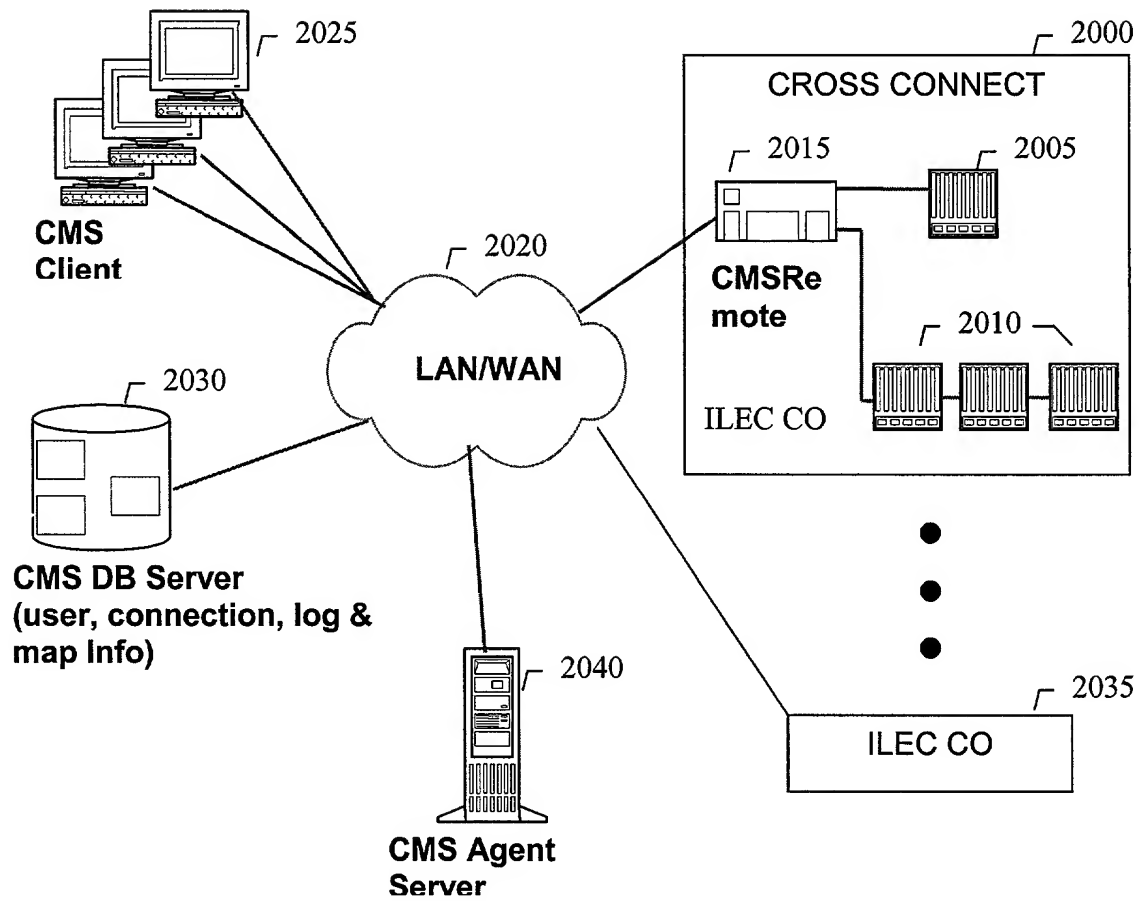 2025
2000
CROSS CONNECT
2015
2005
CMS
Client
2020
CMSRe
mote
2010
LAN/WAN
2030
ILEC CO
CMS DB Server
(user, connection, log &
map Info)
2040
2035
ILEC CO
CMS Agent
Server